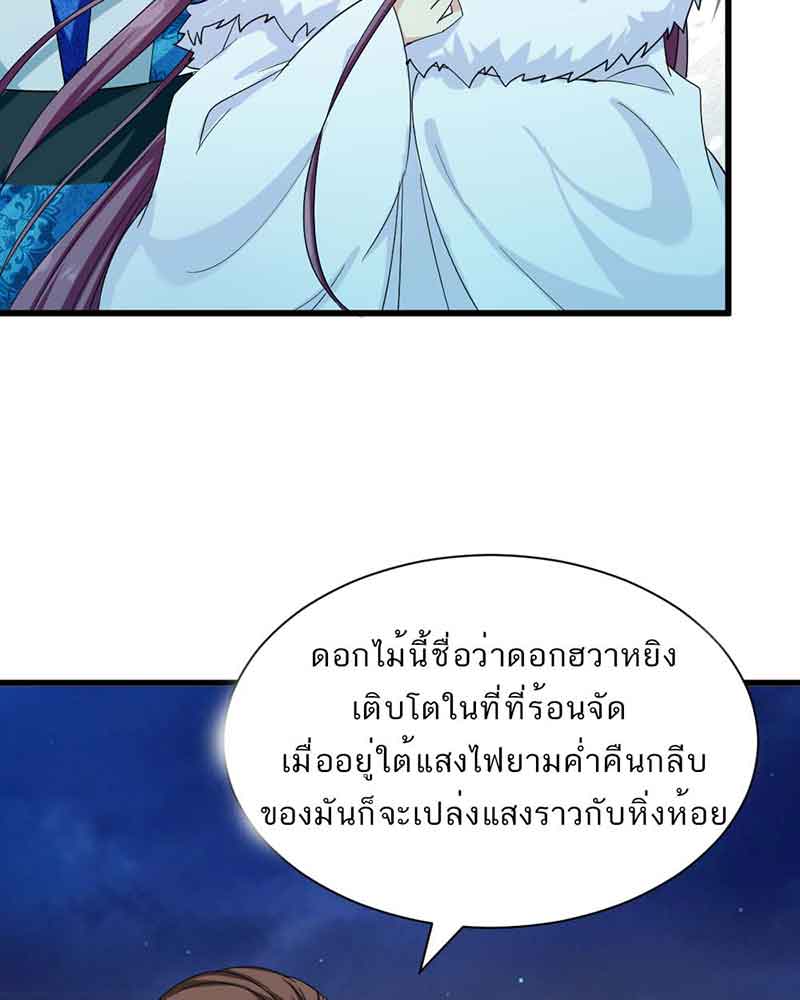 ดอกไม้นี้ชื่อว่าดอกฮวาหยิง
เติบโตในที่ที่ร้อนจัด
เมื่ออยู่ใต้แสงไฟยามค่ำคืนกลีบ
ของมันก็จะเปล่งแสงราวกับหิ่งห้อย